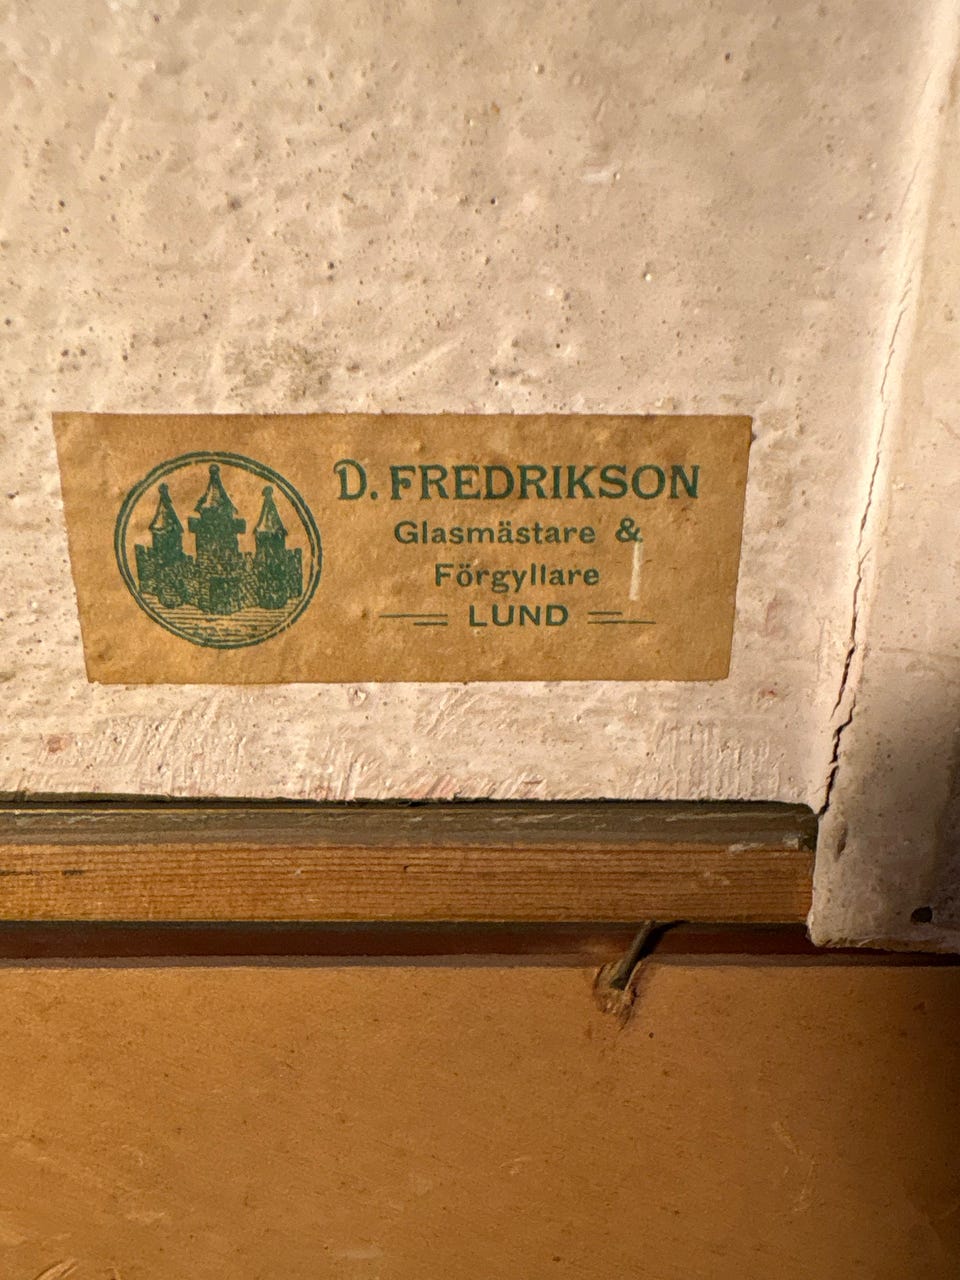 D. FREDRIKSON
Glasmästare &
Förgyllare
LUND